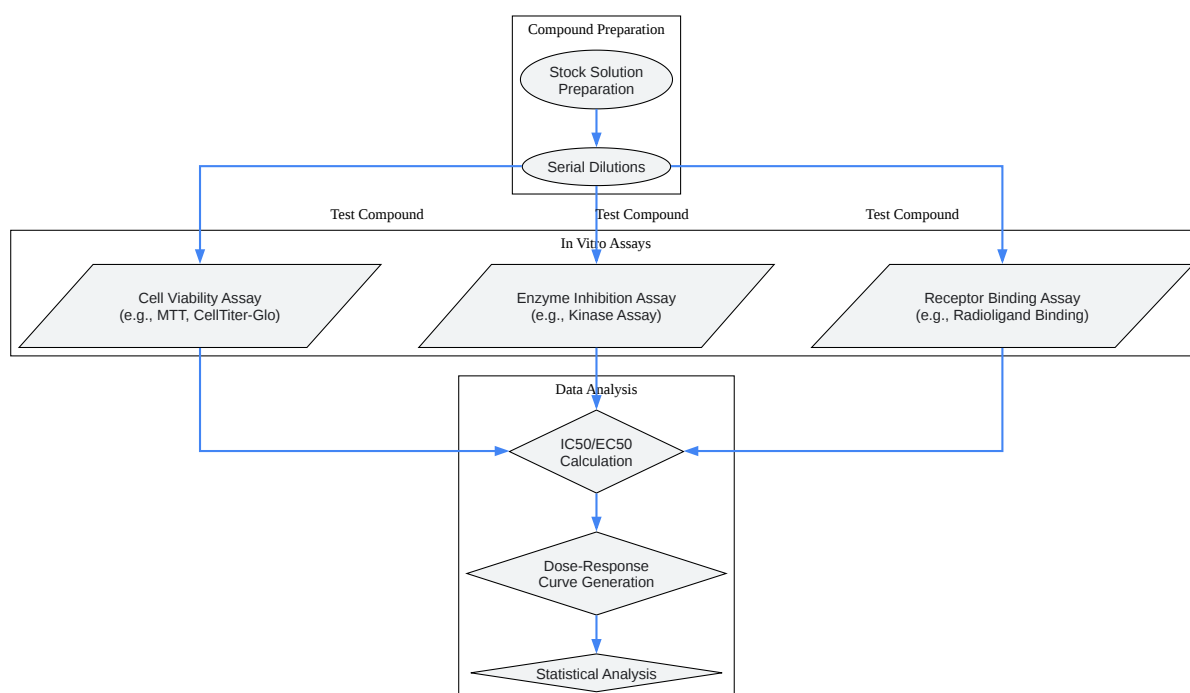 Compound Preparation
Stock Solution
Preparation
Serial Dilutions
Test Compound
Test Compound
Test Compound
In Vitro Assays
Cell Viability Assay
(e.g., MTT, CellTiter-Glo)
Enzyme Inhibition Assay
(e.g., Kinase Assay)
Receptor Binding Assay
(e.g., Radioligand Binding)
Data Analysis
IC50/EC50
Calculation
Dose-Response
Curve Generation
Statistical Analysis